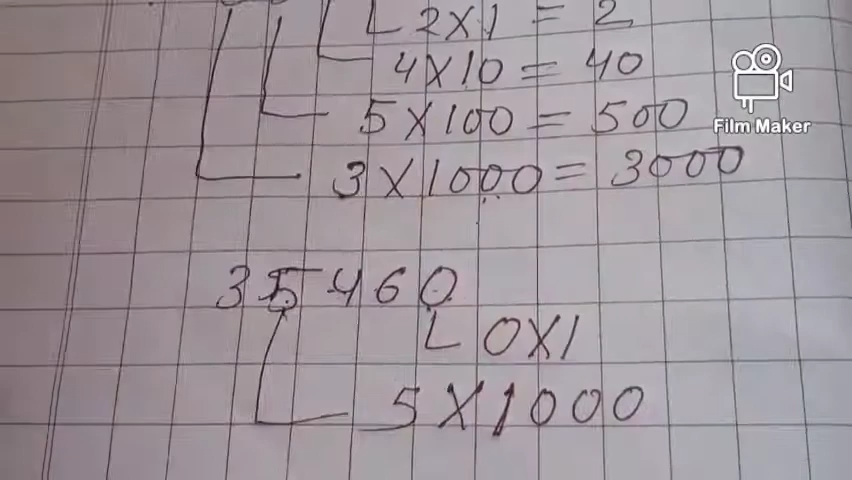 2X1 = 2
4X10 = 40
5X100 = 500
Film Maker
3X1000 = 3000
35460
0X1
5X1000